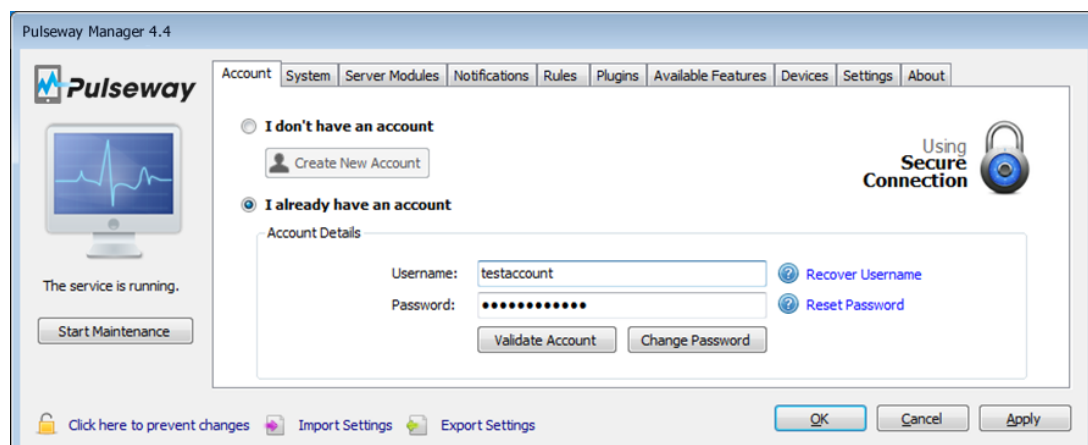 Pulseway Manager 4.4
Pulseway
Account System Server Modules Notifications Rules Plugins Available Features Devices Settings About
I don't have an account
Create New Account
Using
Secure
Connection
I already have an account
Account Details
Username: testaccount Recover Username
Password: •••••••••••• Reset Password
Validate Account Change Password
The service is running.
Start Maintenance
Click here to prevent changes Import Settings Export Settings
OK Cancel Apply